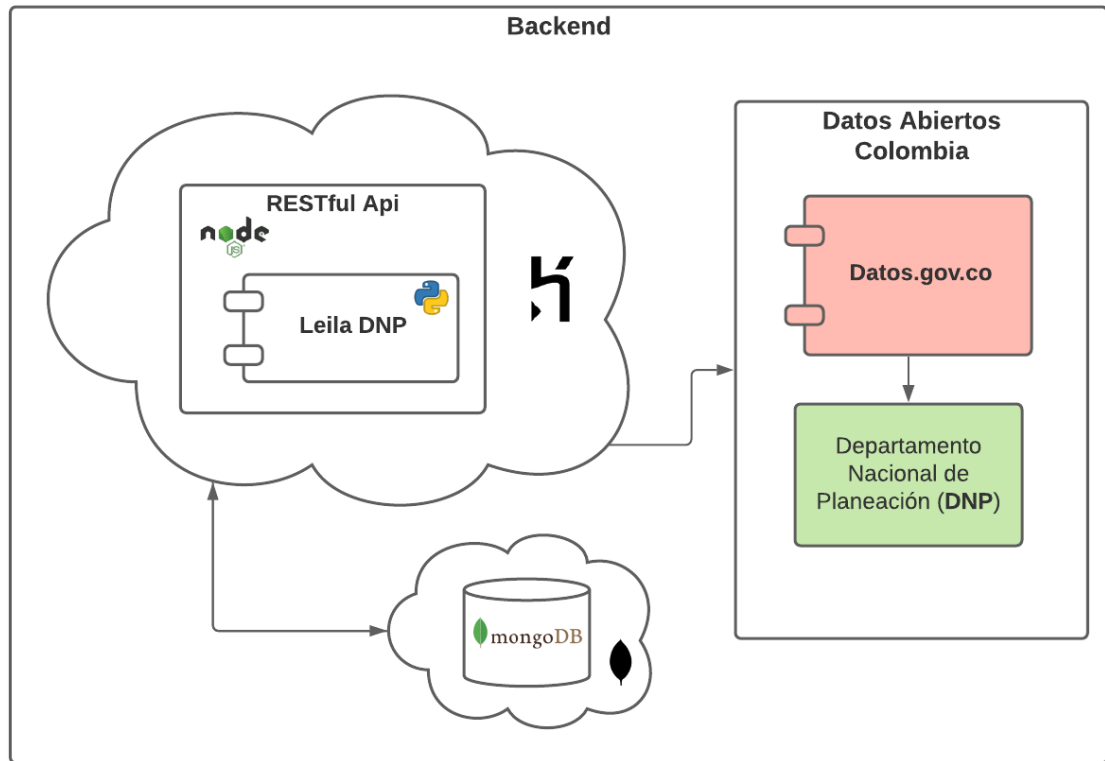 Backend
RESTful Api
node
JS
Leila DNP
mongoDB
Datos Abiertos
Colombia
Datos.gov.co
Departamento
Nacional de
Planeación (DNP)